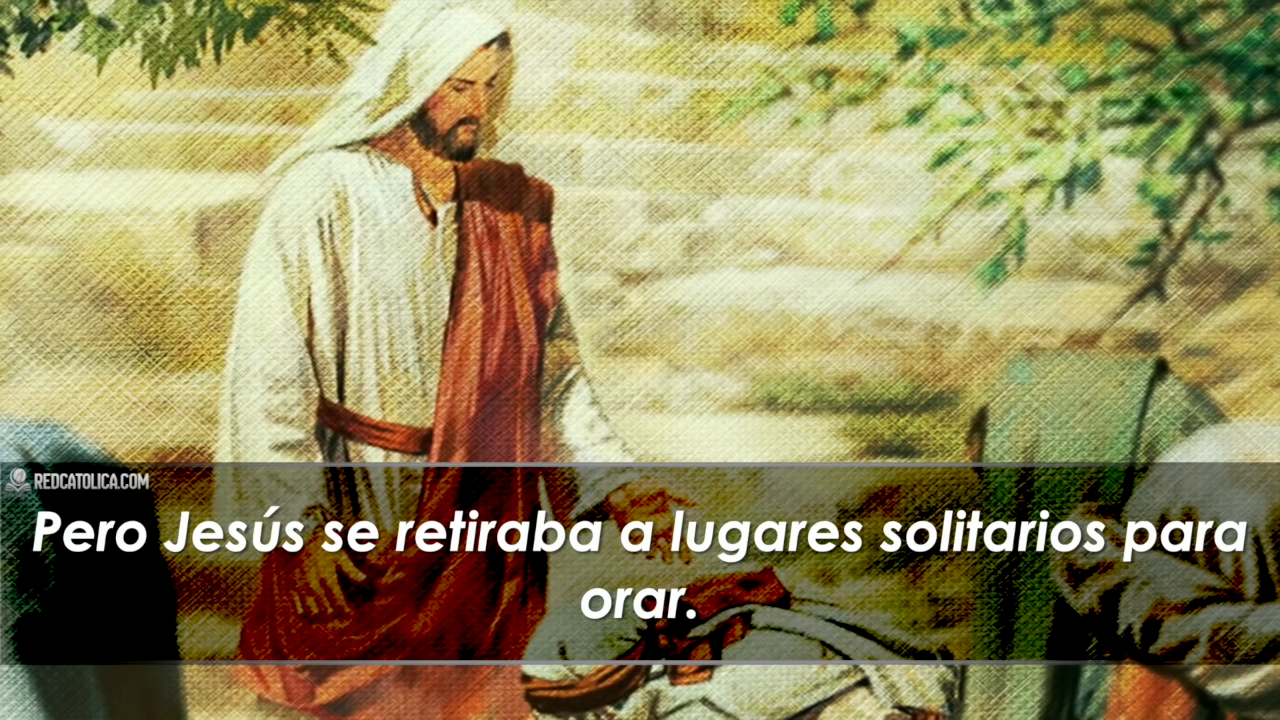 REDCATOLICA.COM
Pero Jesús se retiraba a lugares solitarios para
orar.